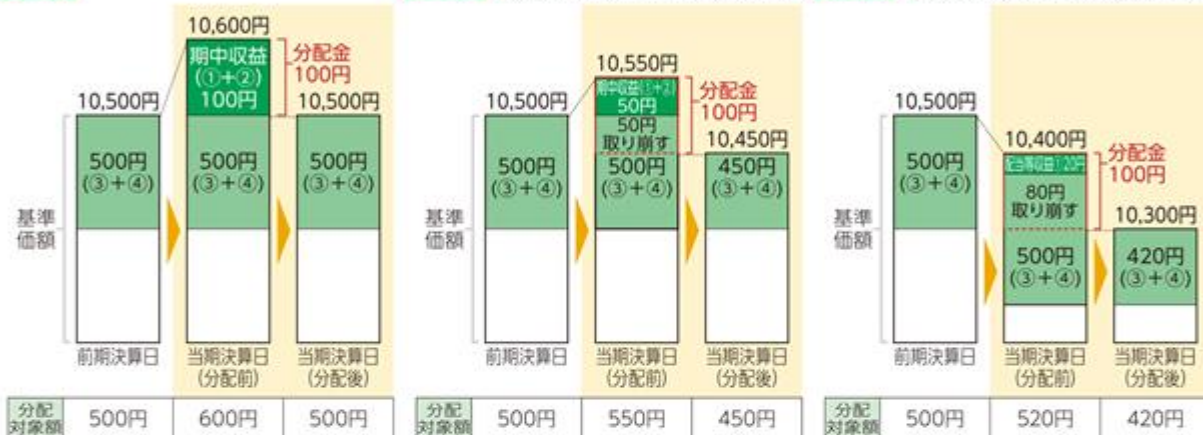 10,600円
期中収益
(①+②)
100円
分配金
100円
10,500円
10,500円
500円
(③+④)
500円
(③+④)
500円
(③+④)
基準
価額
前期決算日
当期決算日
(分配前)
当期決算日
(分配後)
分配
対象額
500円
600円
500円
10,550円
期中収益(①+②)
50円
分配金
100円
10,500円
50円
取り崩す
10,450円
500円
(③+④)
500円
(③+④)
450円
(③+④)
基準
価額
前期決算日
当期決算日
(分配前)
当期決算日
(分配後)
分配
対象額
500円
550円
450円
10,500円
10,400円
配当等収益①20円
分配金
100円
500円
(③+④)
80円
取り崩す
10,300円
500円
(③+④)
420円
(③+④)
基準
価額
前期決算日
当期決算日
(分配前)
当期決算日
(分配後)
分配
対象額
500円
520円
420円